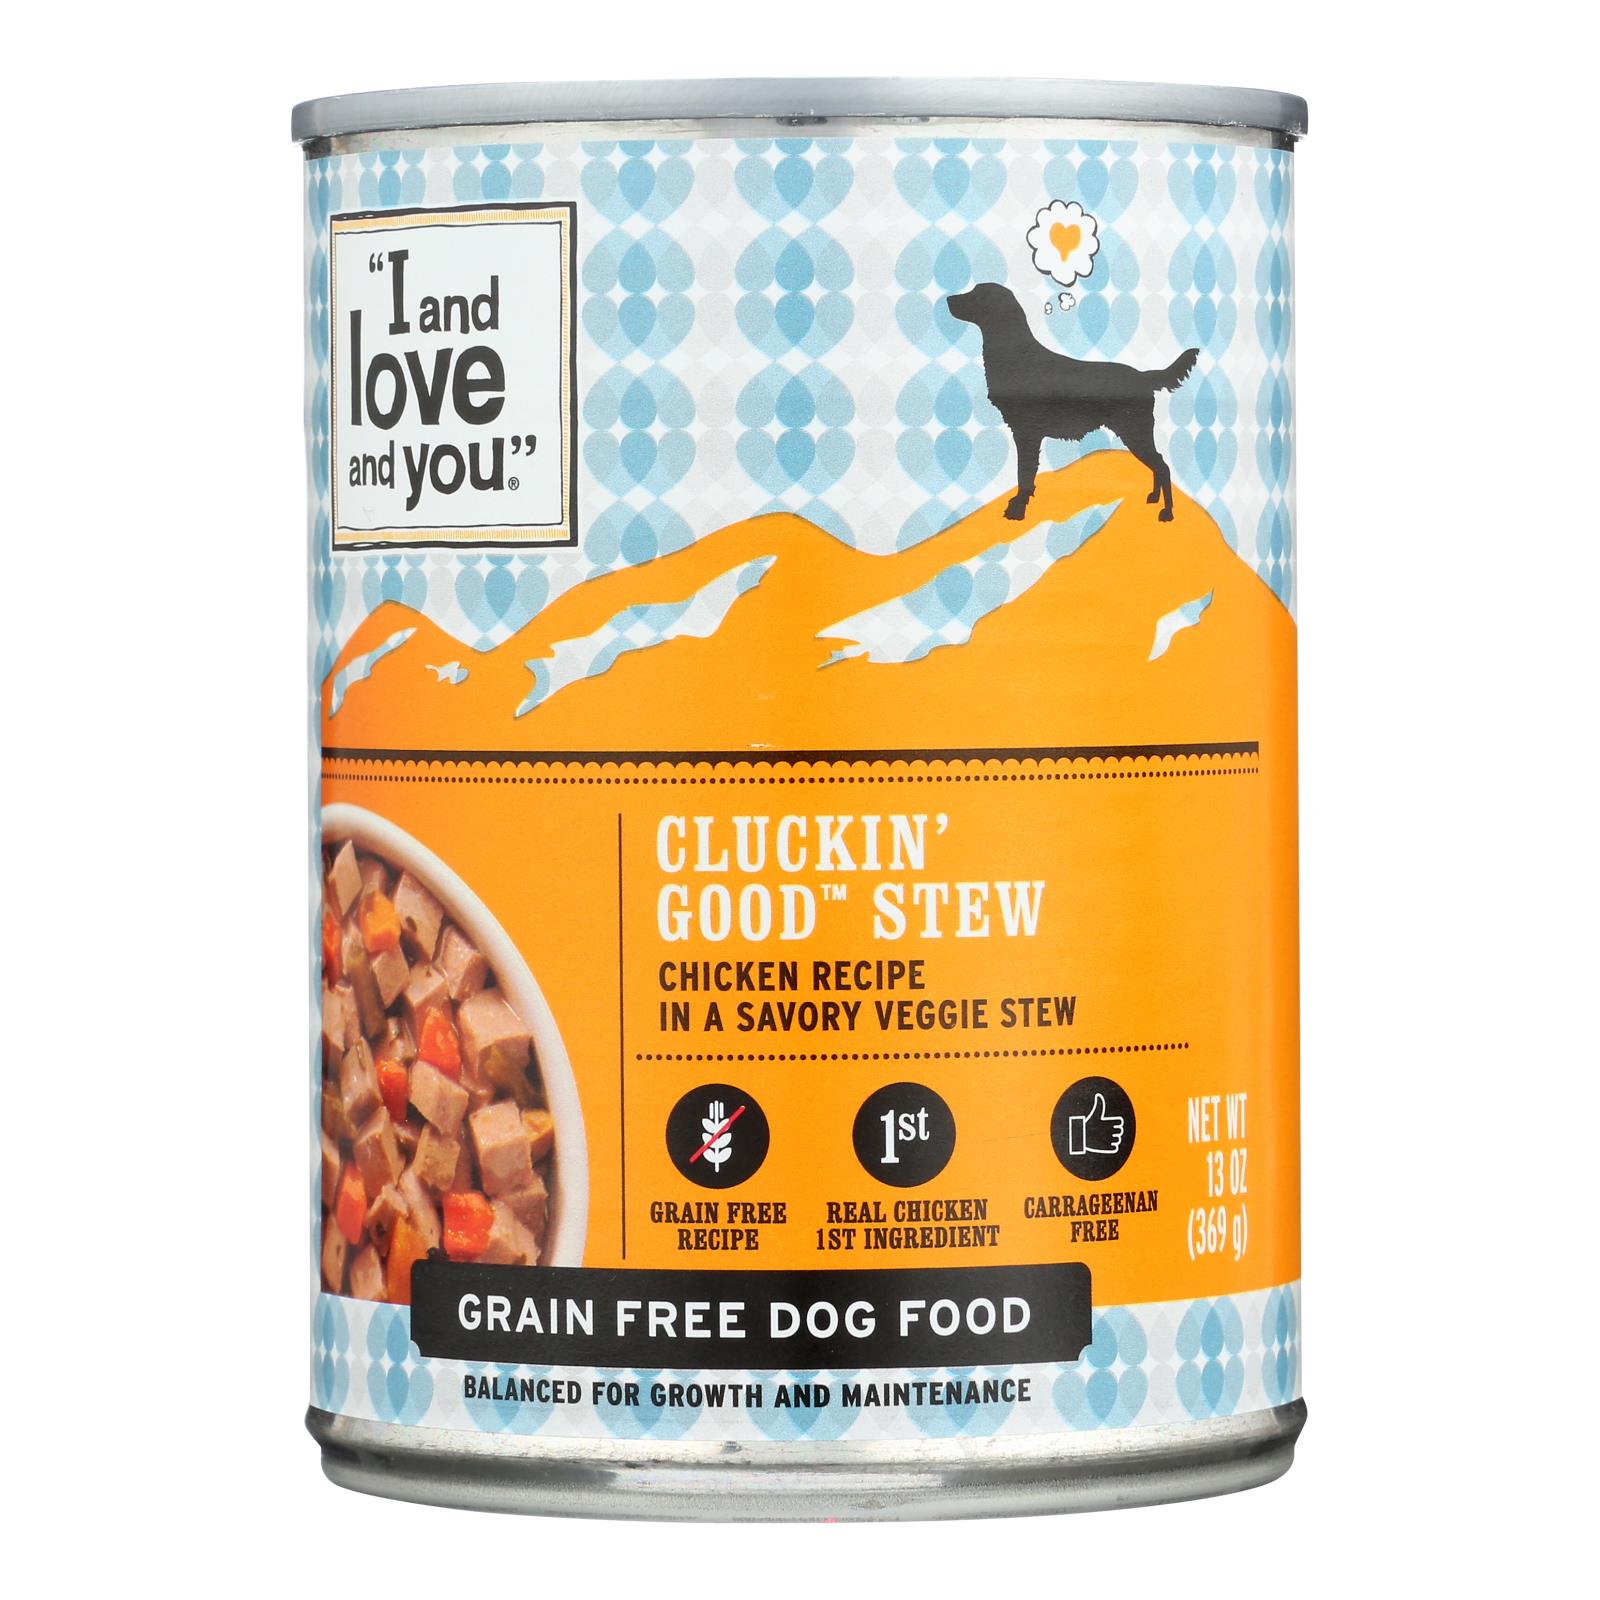 “I and
love
and you”®
CLUCKIN’
GOOD™ STEW
CHICKEN RECIPE
IN A SAVORY VEGGIE STEW
GRAIN FREE
RECIPE
1st
REAL CHICKEN
1ST INGREDIENT
CARRAGEENAN
FREE
NET WT
13 OZ
(369 g)
GRAIN FREE DOG FOOD
BALANCED FOR GROWTH AND MAINTENANCE